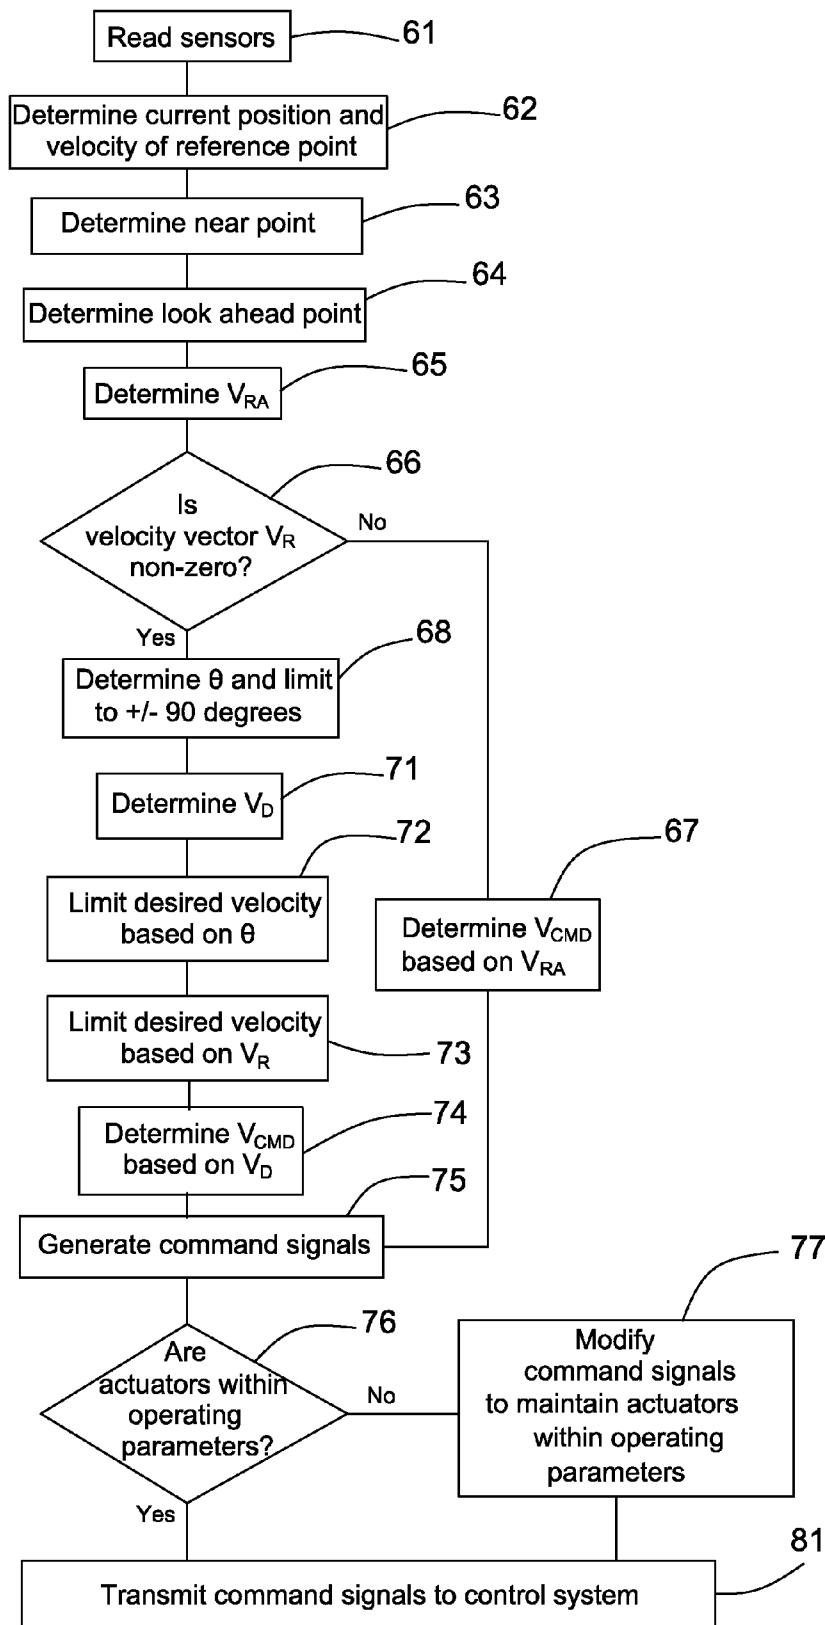 Read sensors
61
Determine current position and
velocity of reference point
62
Determine near point
63
Determine look ahead point
64
Determine V_RA
65
Is
velocity vector V_R
non-zero?
66
No
Yes
Determine θ and limit
to +/- 90 degrees
68
Determine V_D
71
Limit desired velocity
based on θ
72
Determine V_CMD
based on V_RA
67
Limit desired velocity
based on V_R
73
Determine V_CMD
based on V_D
74
Generate command signals
75
Are
actuators within
operating
parameters?
76
No
Yes
Modify
command signals
to maintain actuators
within operating
parameters
77
Transmit command signals to control system
81